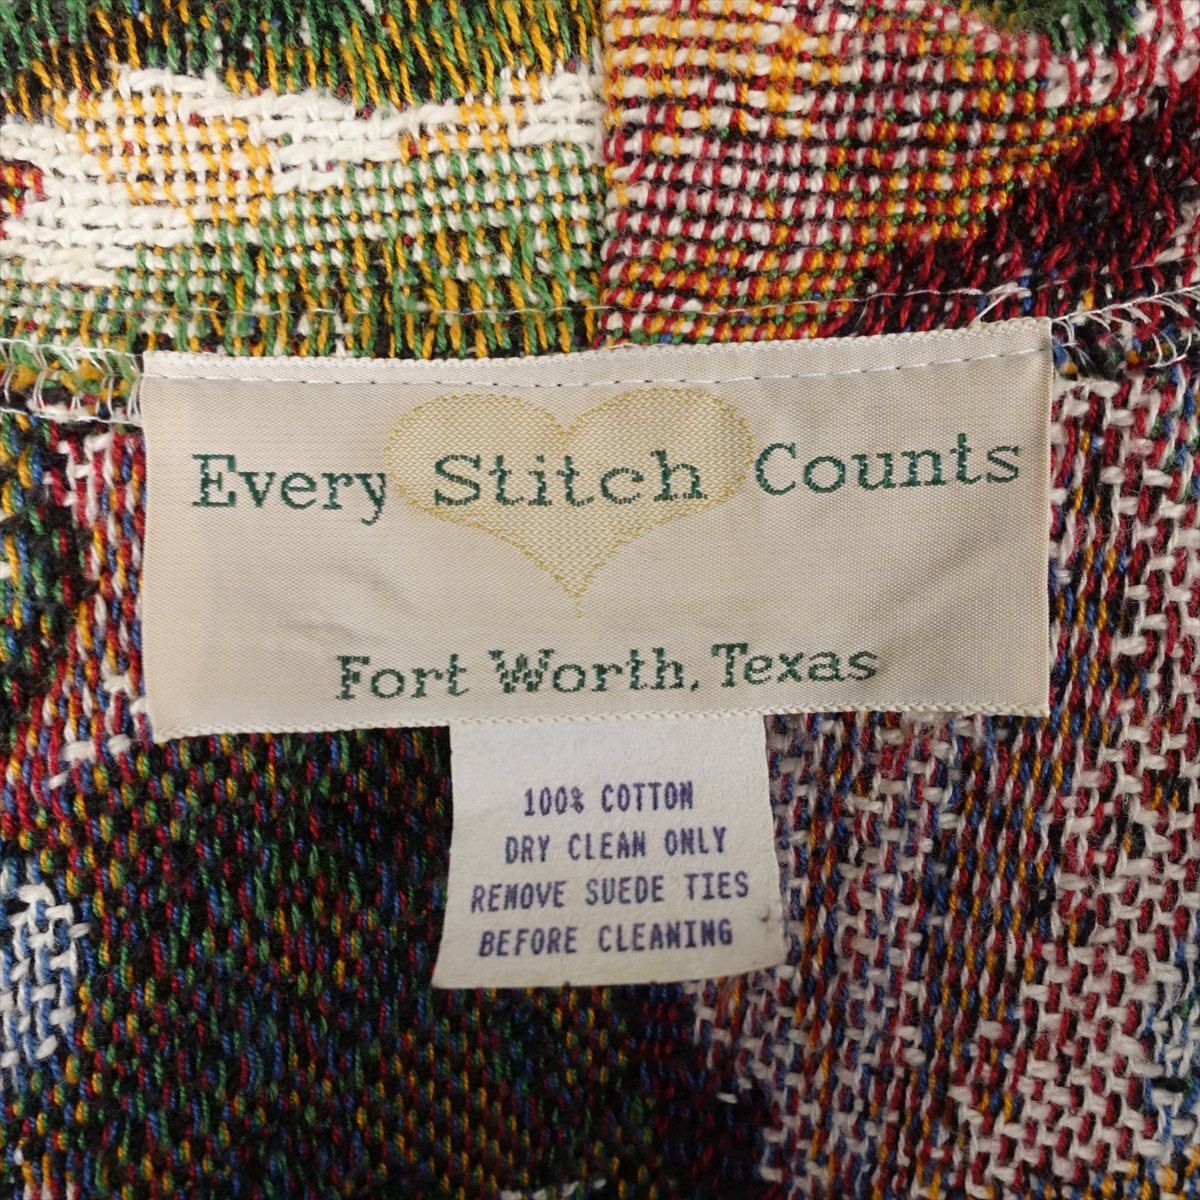 Every Stitch Counts
Fort Worth, Texas
100% COTTON
DRY CLEAN ONLY
REMOVE SUEDE TIES
BEFORE CLEANING